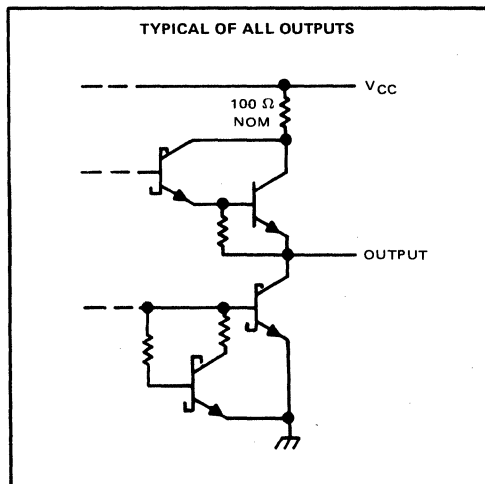 TYPICAL OF ALL OUTPUTS
VCC
100 Ω
NOM
OUTPUT